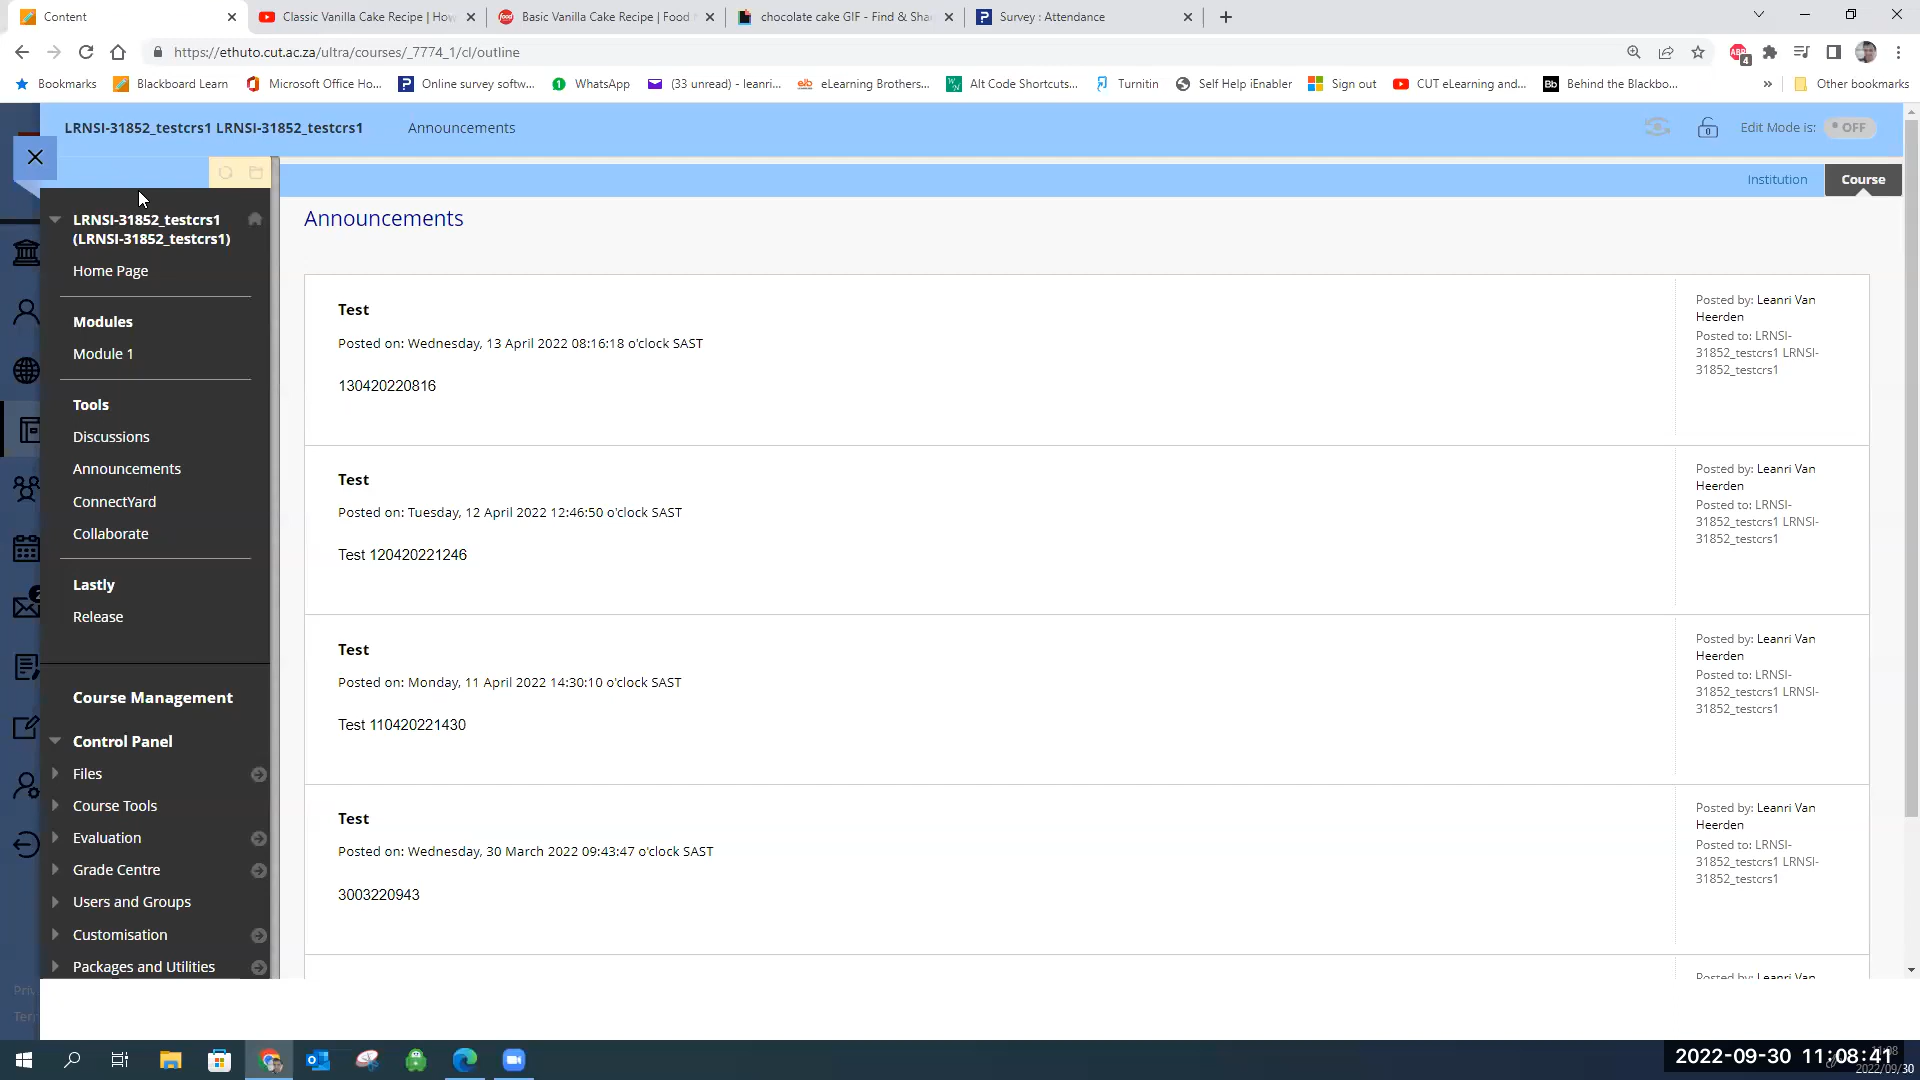 Content
Classic Vanilla Cake Recipe | How
Basic Vanilla Cake Recipe | Food
chocolate cake GIF - Find & Sha
Survey : Attendance
https://ethuto.cut.ac.za/ultra/courses/_7774_1/cl/outline
ABP
4
Bookmarks
Blackboard Learn
Microsoft Office Ho...
Online survey softw...
WhatsApp
(33 unread) - leanri...
eLearning Brothers...
Alt Code Shortcuts...
Turnitin
Self Help iEnabler
Sign out
CUT eLearning and...
Bb
Behind the Blackbo...
Other bookmarks
LRNSI-31852_testcrs1 LRNSI-31852_testcrs1
Announcements
Edit Mode is:
OFF
Institution
Course
LRNSI-31852_testcrs1
(LRNSI-31852_testcrs1)
Home Page
Modules
Module 1
Tools
Discussions
Announcements
ConnectYard
Collaborate
Lastly
Release
Course Management
Control Panel
Files
Course Tools
Evaluation
Grade Centre
Users and Groups
Customisation
Packages and Utilities
Announcements
Test
Posted on: Wednesday, 13 April 2022 08:16:18 o'clock SAST
130420220816
Posted by: Leanri Van
Heerden
Posted to: LRNSI-
31852_testcrs1 LRNSI-
31852_testcrs1
Test
Posted on: Tuesday, 12 April 2022 12:46:50 o'clock SAST
Test 120420221246
Posted by: Leanri Van
Heerden
Posted to: LRNSI-
31852_testcrs1 LRNSI-
31852_testcrs1
Test
Posted on: Monday, 11 April 2022 14:30:10 o'clock SAST
Test 110420221430
Posted by: Leanri Van
Heerden
Posted to: LRNSI-
31852_testcrs1 LRNSI-
31852_testcrs1
Test
Posted on: Wednesday, 30 March 2022 09:43:47 o'clock SAST
3003220943
Posted by: Leanri Van
Heerden
Posted to: LRNSI-
31852_testcrs1 LRNSI-
31852_testcrs1
Posted by: Leanri Van
2022-09-30 11:08:41
11:08
2022/09/30